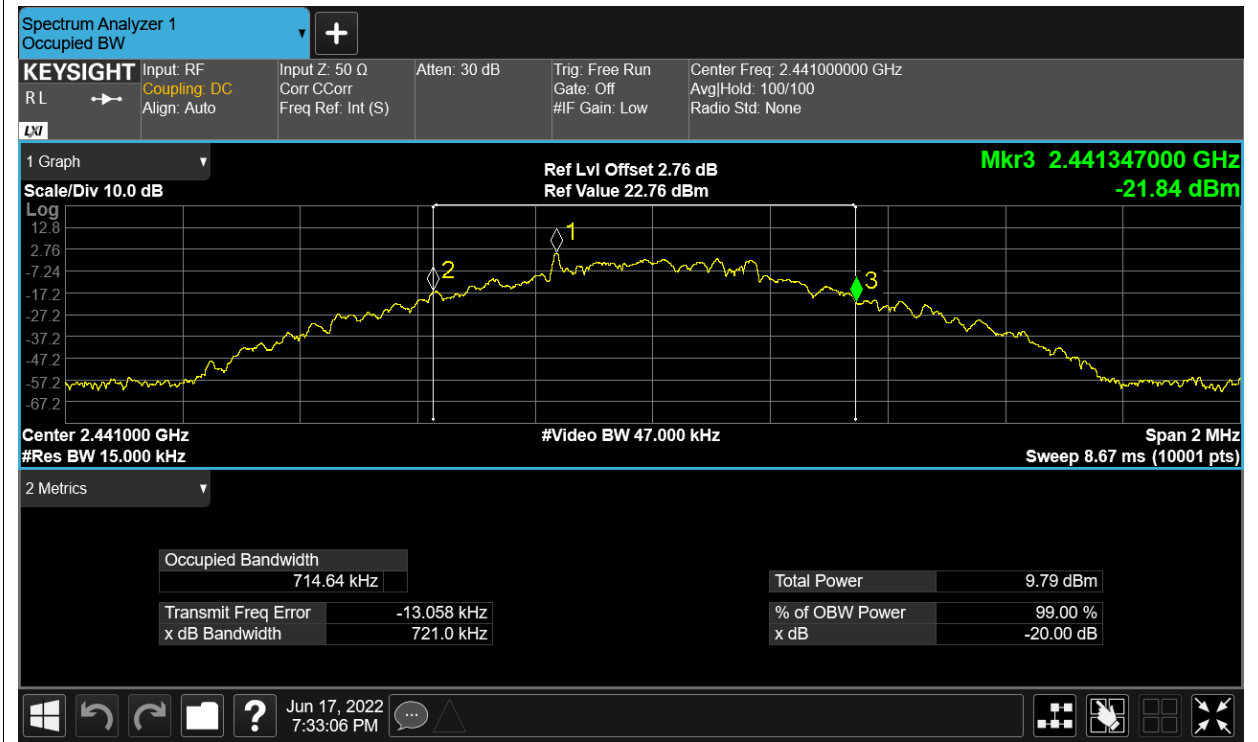 Spectrum Analyzer 1
Occupied BW
KEYSIGHT
R L
LXI
Input: RF
Coupling: DC
Align: Auto
Input Z: 50 Ω
Corr CCorr
Freq Ref: Int (S)
Atten: 30 dB
Trig: Free Run
Gate: Off
#IF Gain: Low
Center Freq: 2.441000000 GHz
Avg|Hold: 100/100
Radio Std: None
1 Graph
Scale/Div 10.0 dB
Ref Lvl Offset 2.76 dB
Ref Value 22.76 dBm
Mkr3 2.441347000 GHz
-21.84 dBm
Log
12.8
2.76
-7.24
-17.2
-27.2
-37.2
-47.2
-57.2
-67.2
1
2
3
Center 2.441000 GHz
#Video BW 47.000 kHz
Span 2 MHz
#Res BW 15.000 kHz
Sweep 8.67 ms (10001 pts)
2 Metrics
Occupied Bandwidth
714.64 kHz
Total Power 9.79 dBm
Transmit Freq Error -13.058 kHz
% of OBW Power 99.00 %
x dB Bandwidth 721.0 kHz
x dB -20.00 dB
?
Jun 17, 2022
7:33:06 PM